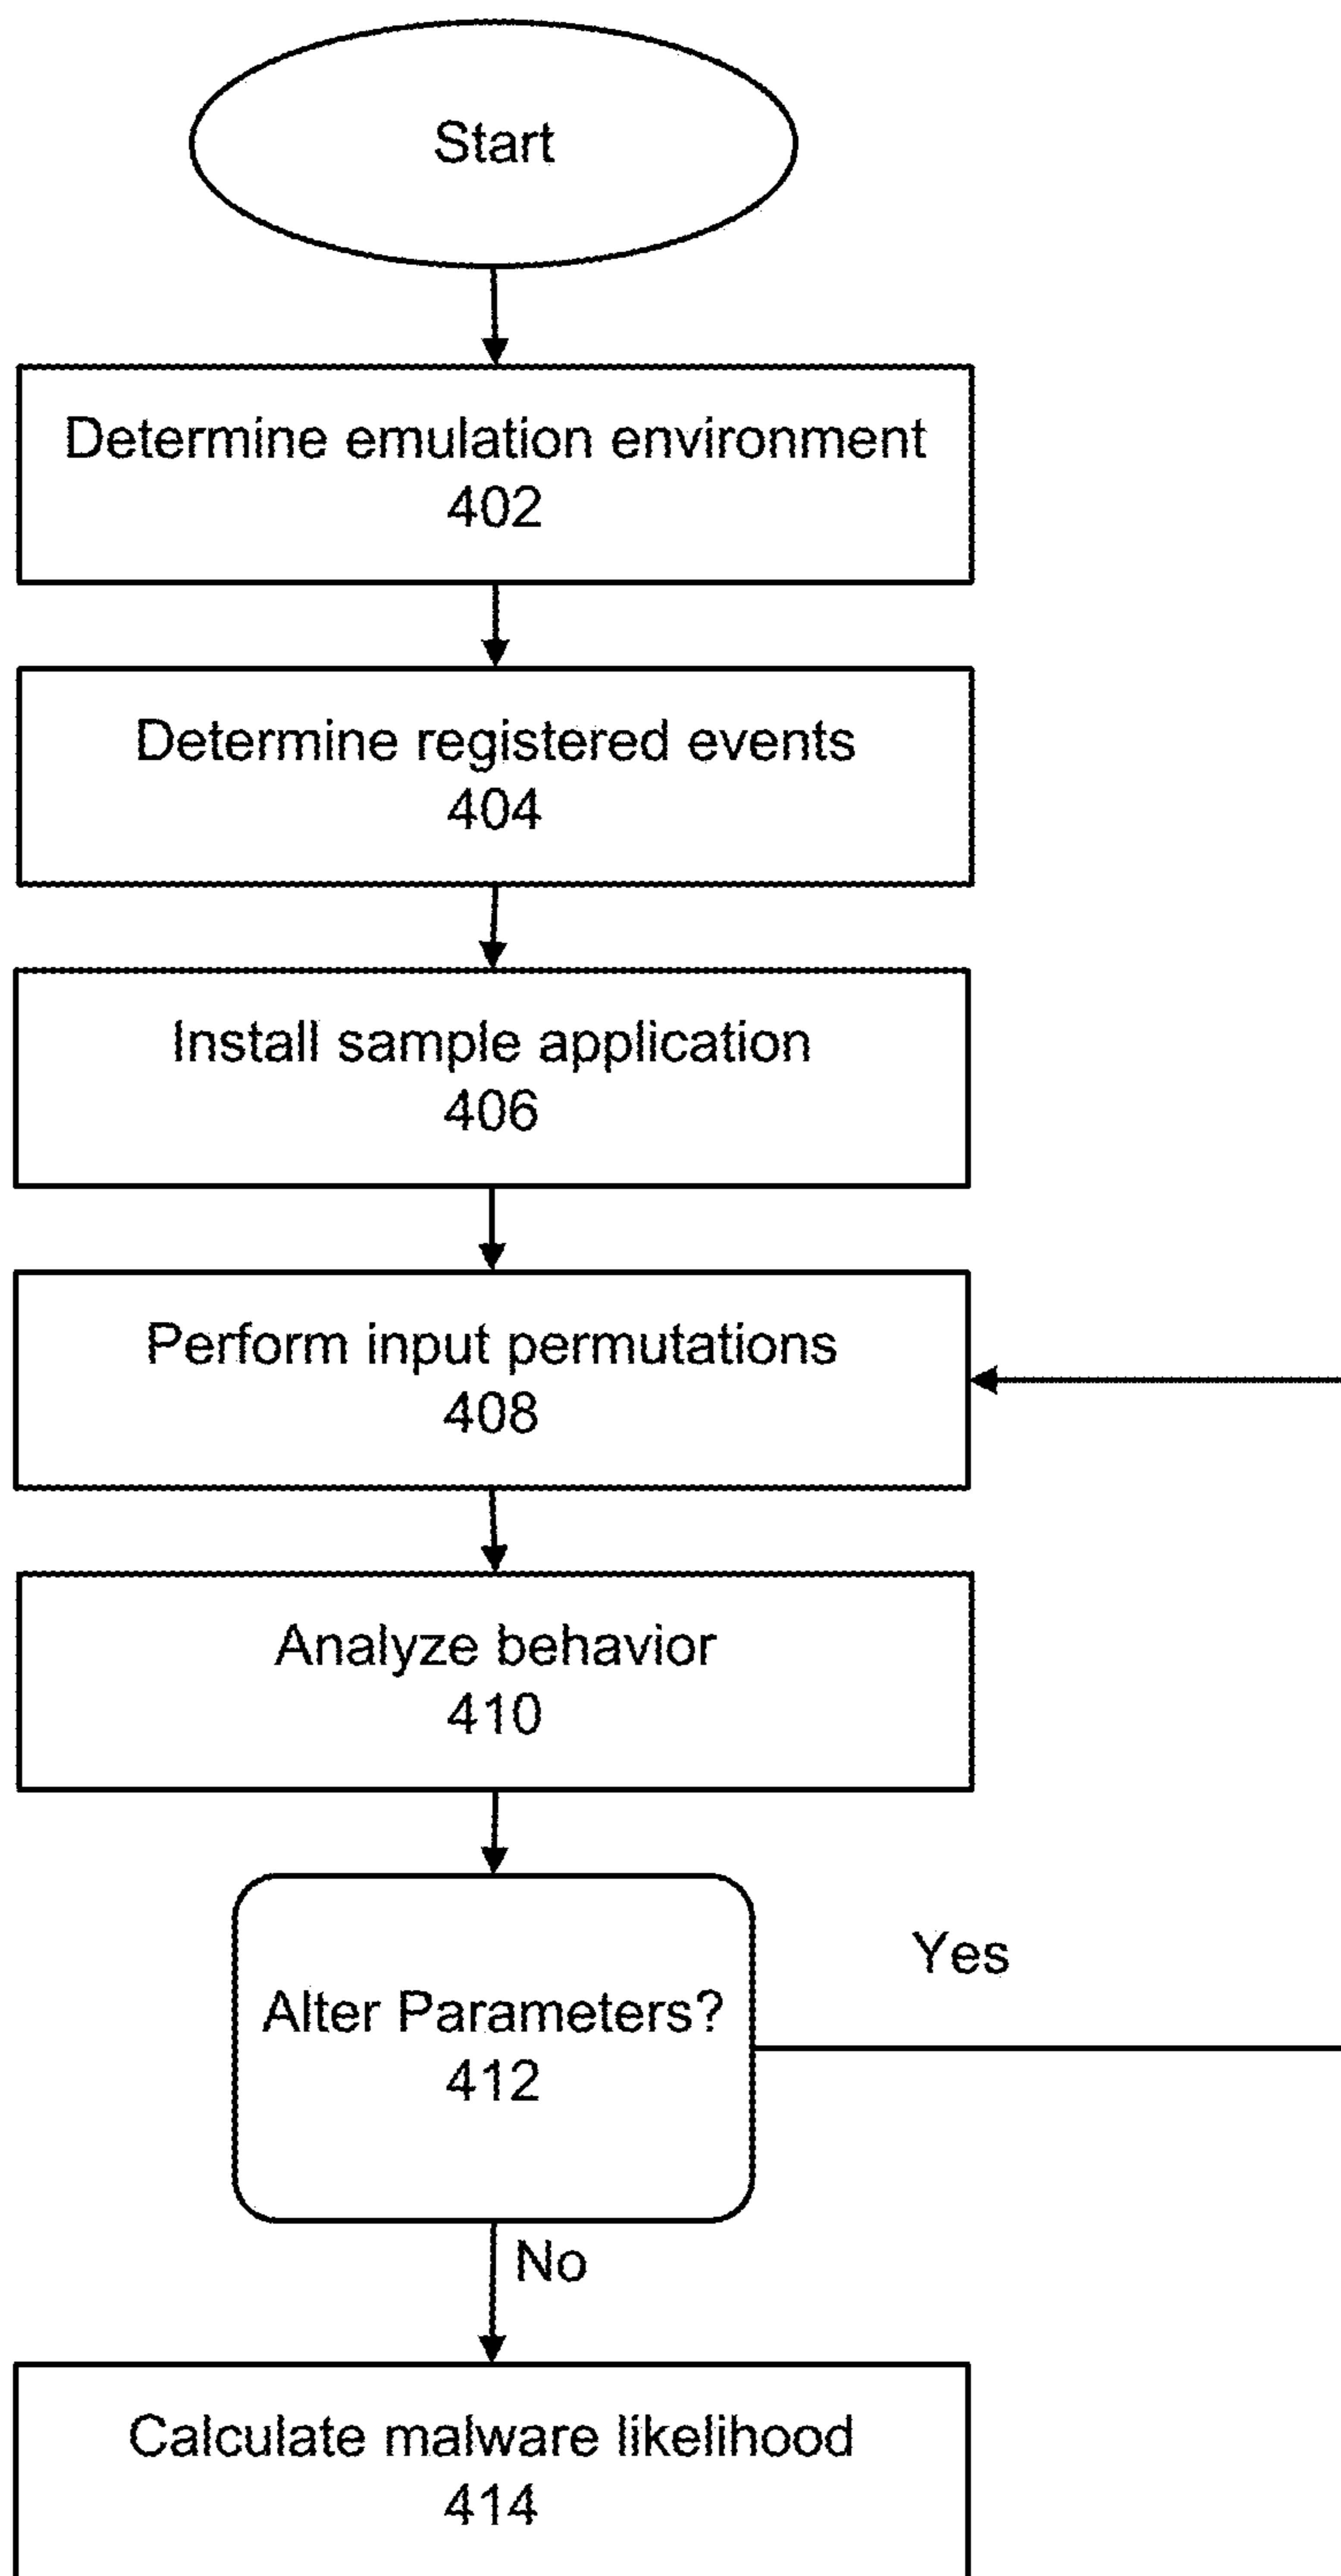 Start
Determine emulation environment
402
Determine registered events
404
Install sample application
406
Perform input permutations
408
Analyze behavior
410
Yes
Alter Parameters?
412
No
Calculate malware likelihood
414